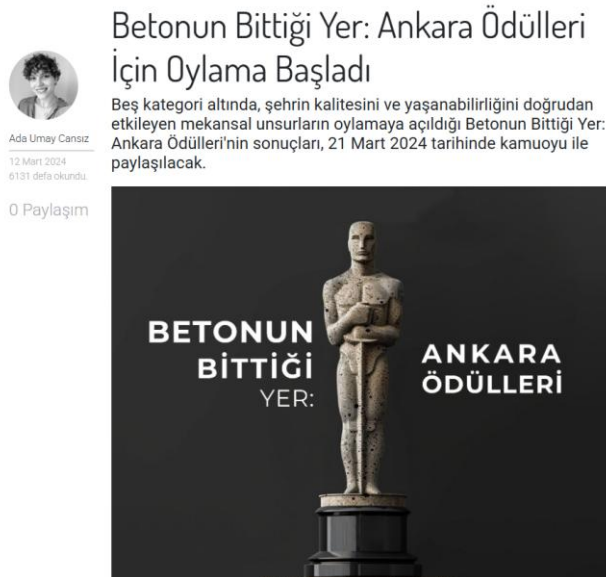 Betonun Bittiği Yer: Ankara Ödülleri
İçin Oylama Başladı
Beş kategori altında, şehrin kalitesini ve yaşanabilirliğini doğrudan
etkileyen mekansal unsurların oylamaya açıldığı Betonun Bittiği Yer:
Ankara Ödülleri'nin sonuçları, 21 Mart 2024 tarihinde kamuoyu ile
paylaşılacak.
Ada Umay Cansız
12 Mart 2024
6131 defa okundu.
0 Paylaşım
BETONUN
BİTTİĞİ
YER:
ANKARA
ÖDÜLLERİ